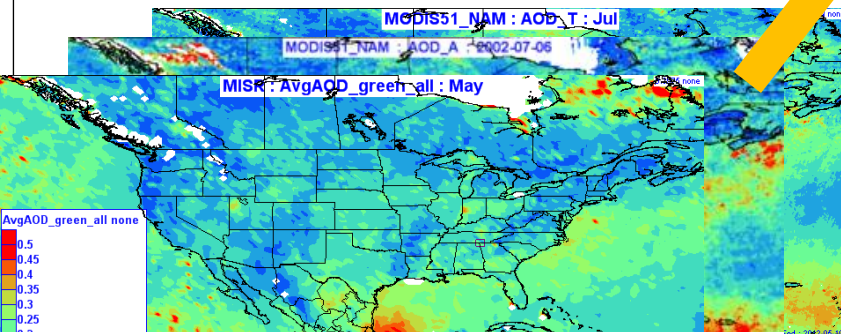 MODIS51_NAM : AOD_T : Jul
MODIS51_NAM : AOD_A : 2002-07-06
MISR : AvgAOD_green_all : May
none
AvgAOD_green_all none
0.5
0.45
0.4
0.35
0.3
0.25